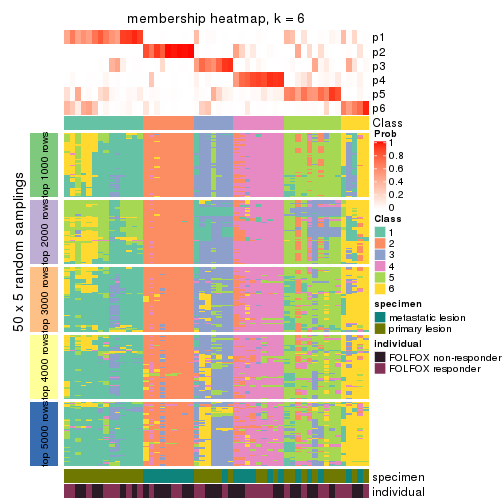 membership heatmap, k = 6
p1
p2
p3
p4
p5
p6
Class
50 x 5 random samplings
top 1000 rows
top 2000 rows
top 3000 rows
top 4000 rows
top 5000 rows
specimen
individual
Prob
1
0.8
0.6
0.4
0.2
0
Class
1
2
3
4
5
6
specimen
metastatic lesion
primary lesion
individual
FOLFOX non-responder
FOLFOX responder